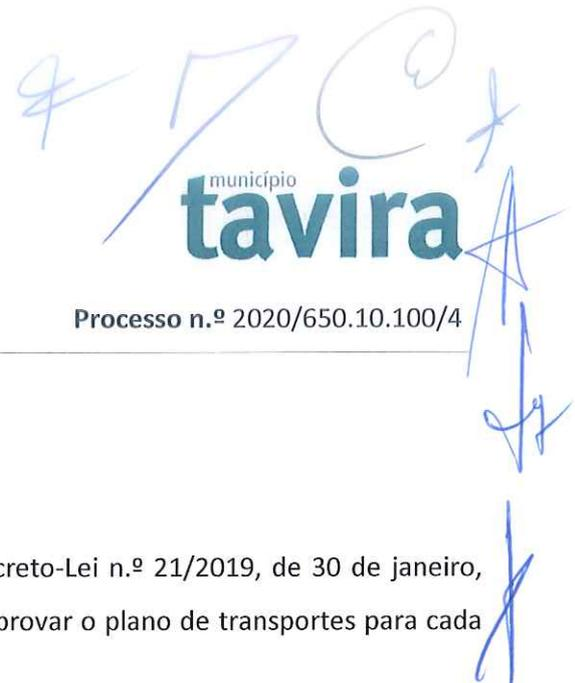 município
tavira
Processo n.º 2020/650.10.100/4
creto-Lei n.º 21/2019, de 30 de janeiro,
provar o plano de transportes para cada